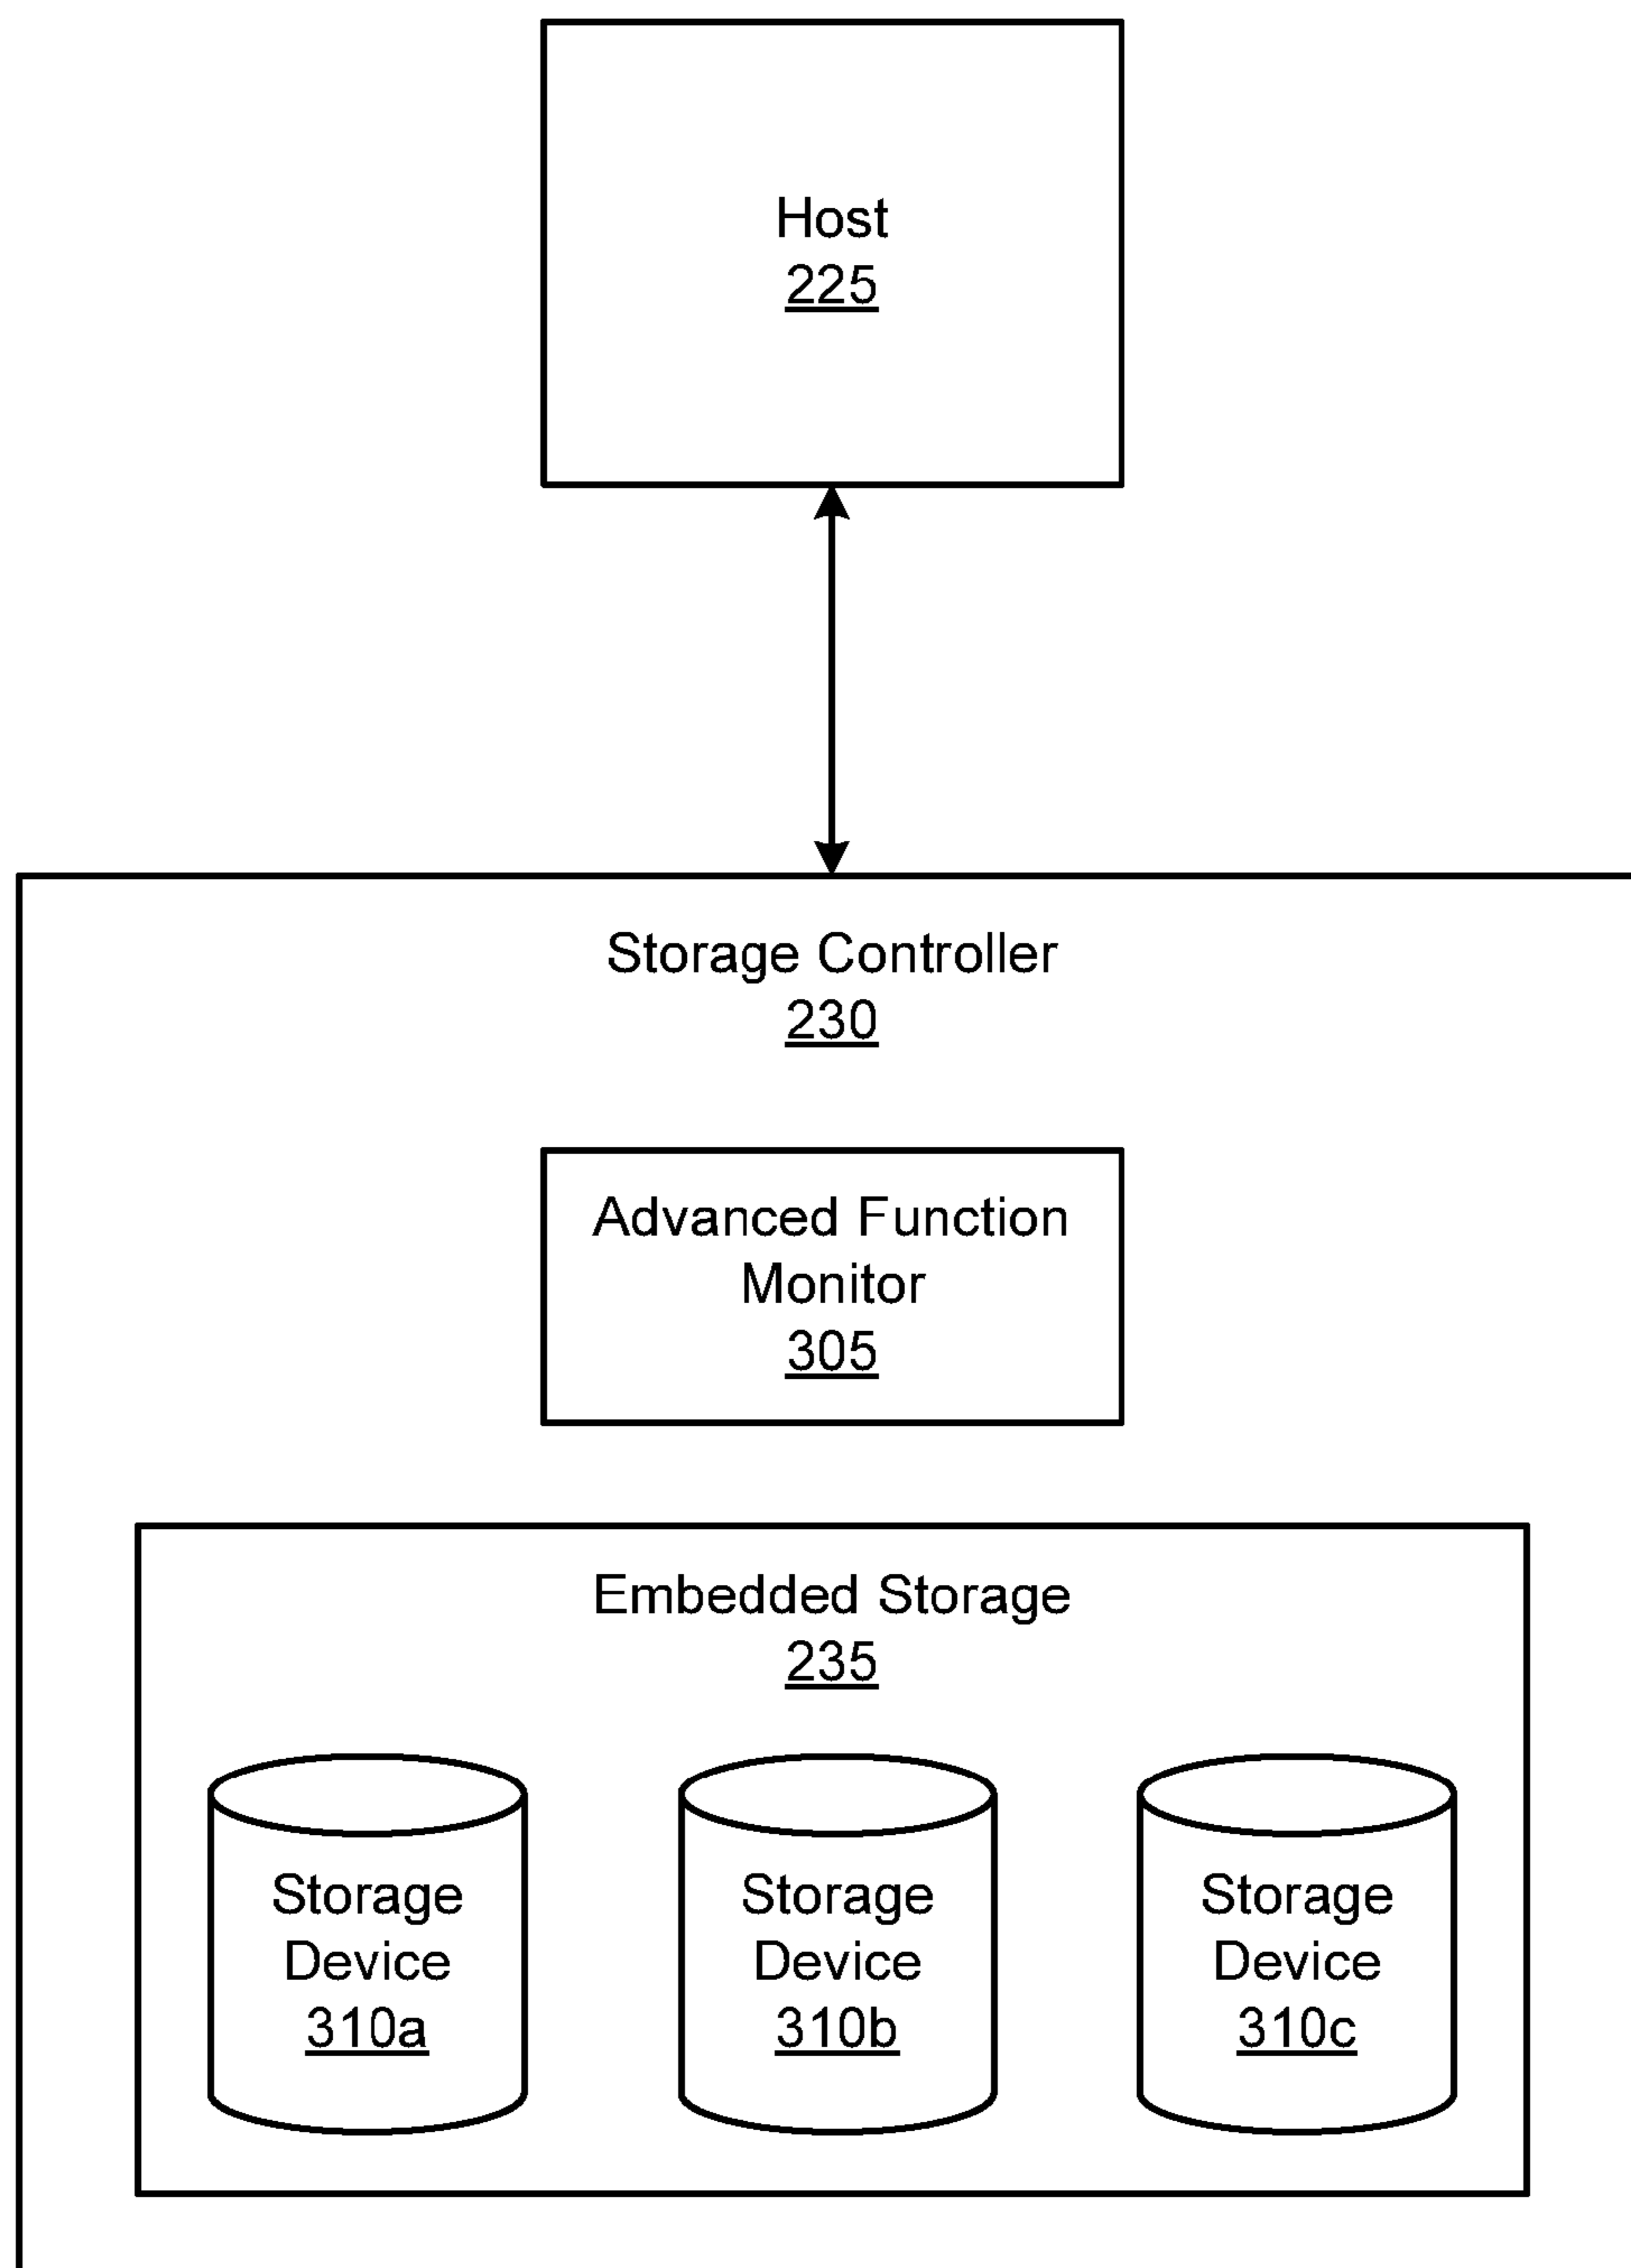 Host
225
Storage Controller
230
Advanced Function
Monitor
305
Embedded Storage
235
Storage
Device
310a
Storage
Device
310b
Storage
Device
310c